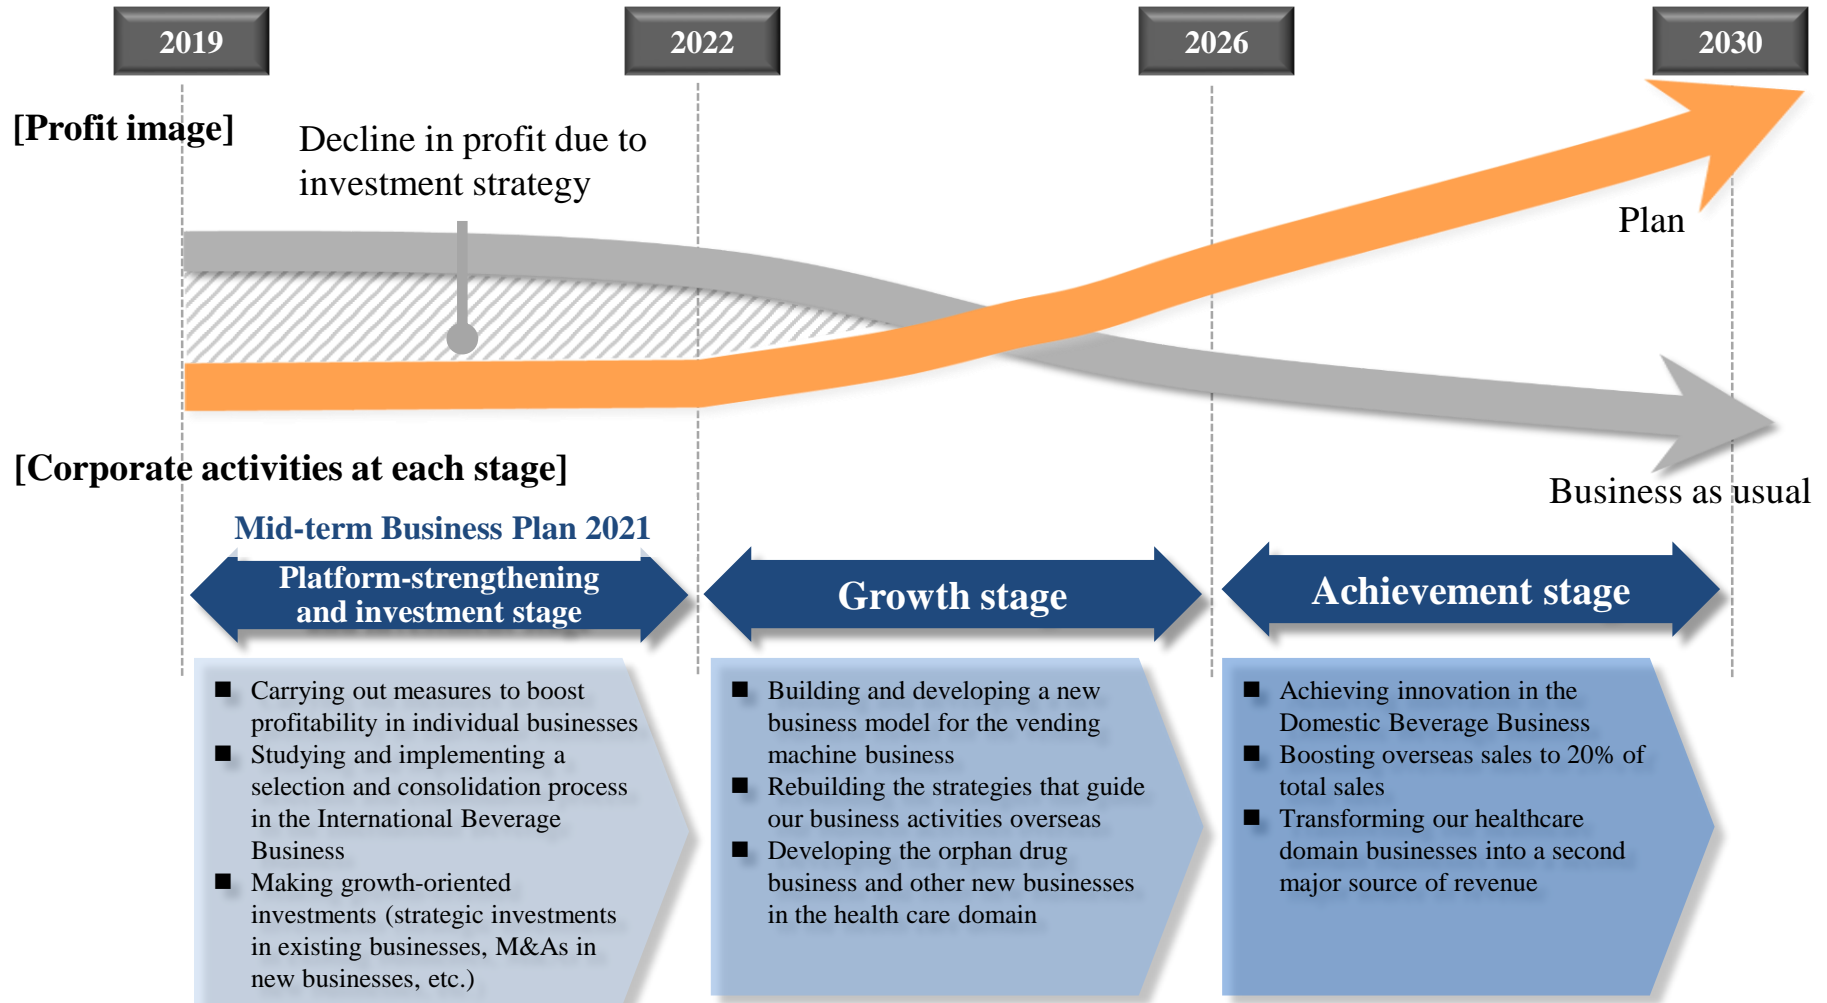 2019
2022
2026
2030
[Profit image]
Decline in profit due to
investment strategy
Plan
Business as usual
[Corporate activities at each stage]
Mid-term Business Plan 2021
Platform-strengthening
and investment stage
Growth stage
Achievement stage
■ Carrying out measures to boost
profitability in individual businesses
■ Studying and implementing a
selection and consolidation process
in the International Beverage
Business
■ Making growth-oriented
investments (strategic investments
in existing businesses, M&As in
new businesses, etc.)
■ Building and developing a new
business model for the vending
machine business
■ Rebuilding the strategies that guide
our business activities overseas
■ Developing the orphan drug
business and other new businesses
in the health care domain
■ Achieving innovation in the
Domestic Beverage Business
■ Boosting overseas sales to 20% of
total sales
■ Transforming our healthcare
domain businesses into a second
major source of revenue